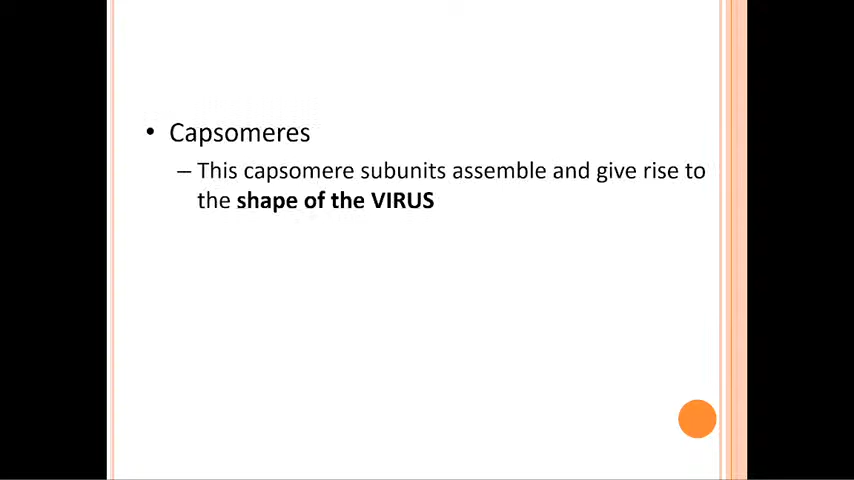 • Capsomeres
– This capsomere subunits assemble and give rise to
the shape of the VIRUS